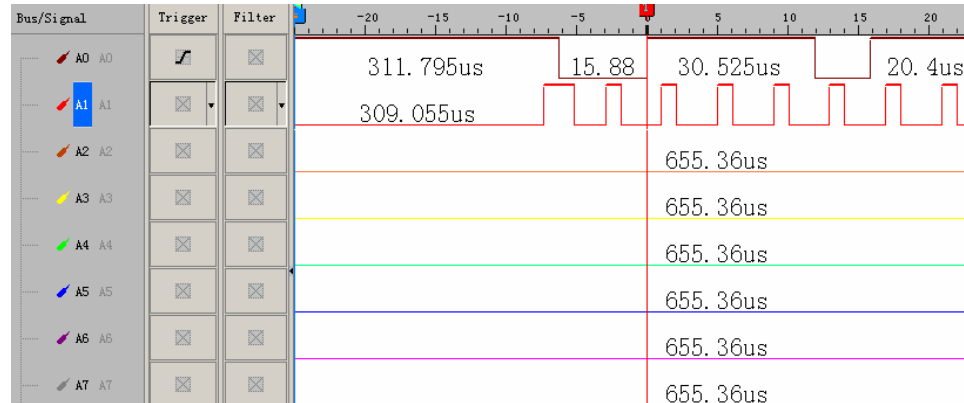 Bus/Signal Trigger Filter -20 -15 -10 -5 1 5 10 15 20
A0 A0 311.795us 15.88 30.525us 20.4us
A1 A1 309.055us
A2 A2 655.36us
A3 A3 655.36us
A4 A4 655.36us
A5 A5 655.36us
A6 A6 655.36us
A7 A7 655.36us